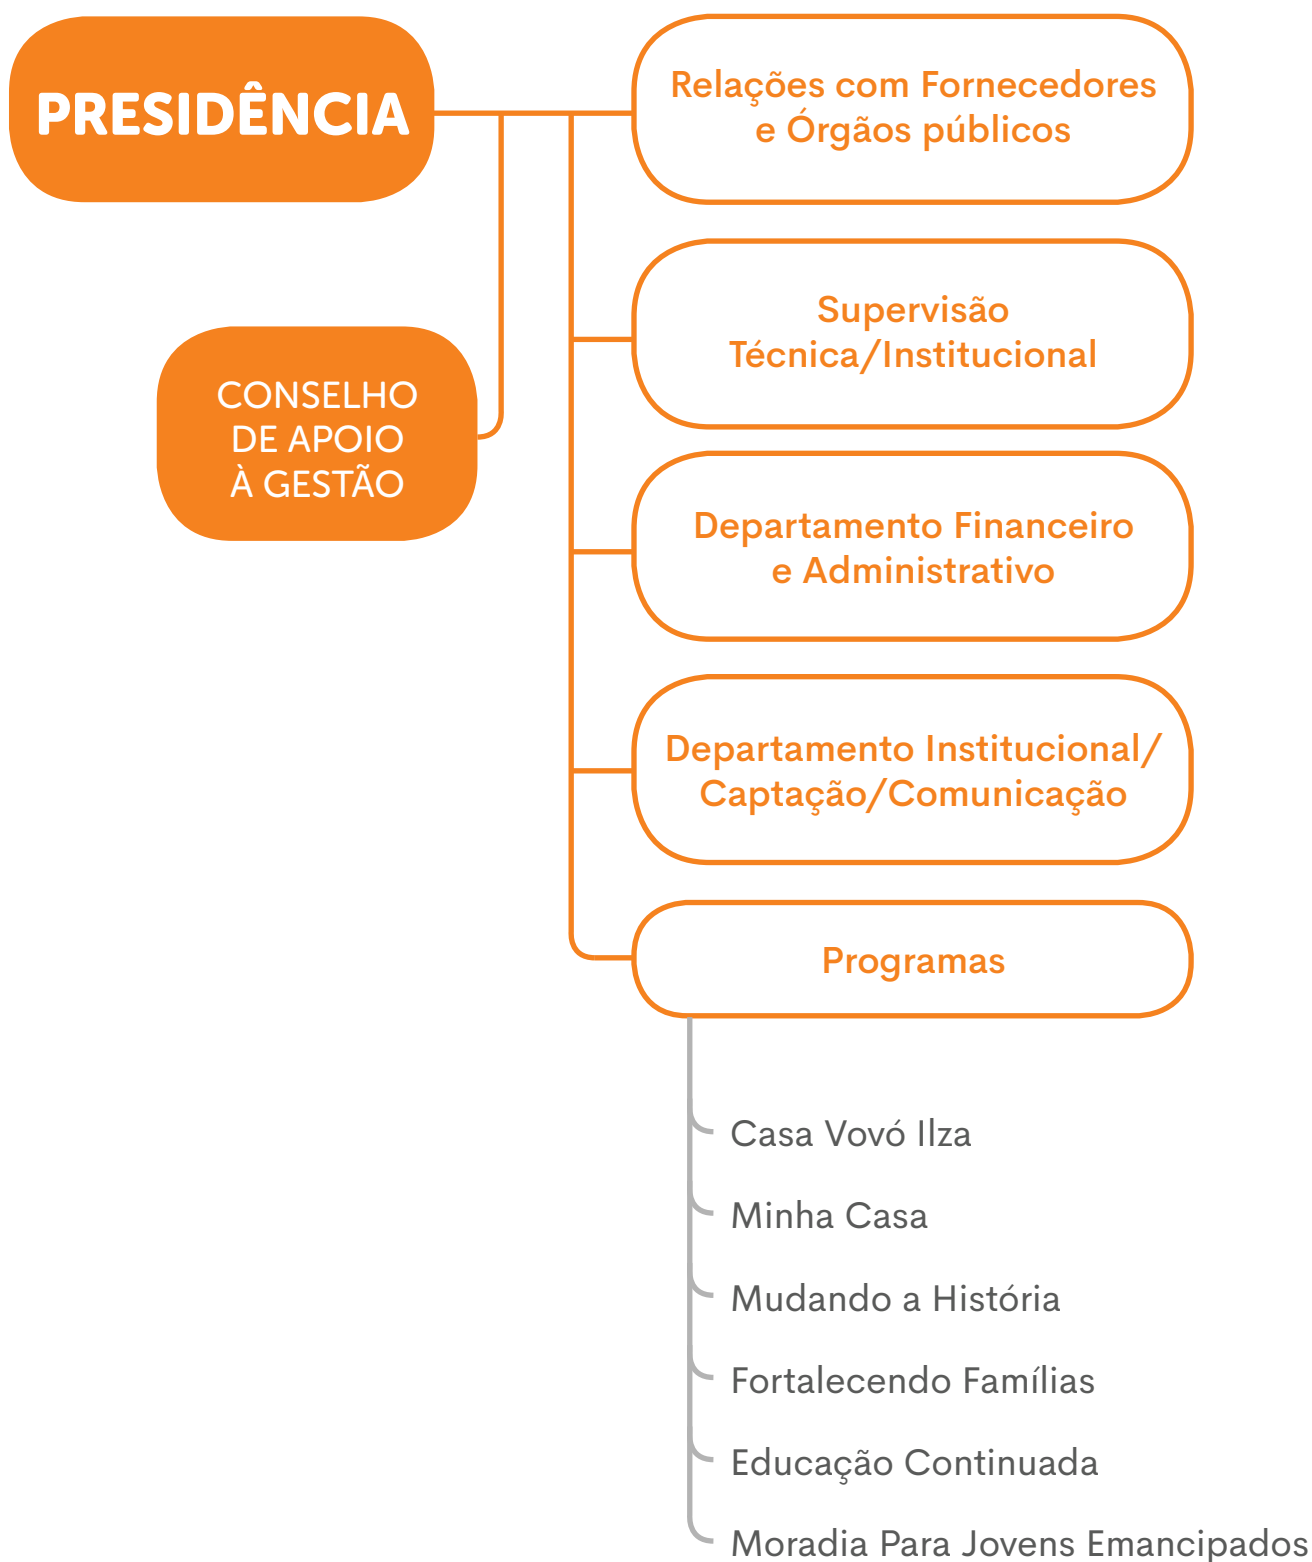 PRESIDÊNCIA
CONSELHO
DE APOIO
À GESTÃO
Relações com Fornecedores
e Órgãos públicos
Supervisão
Técnica/Institucional
Departamento Financeiro
e Administrativo
Departamento Institucional/
Captação/Comunicação
Programas
Casa Vovó Ilza
Minha Casa
Mudando a História
Fortalecendo Famílias
Educação Continuada
Moradia Para Jovens Emancipados